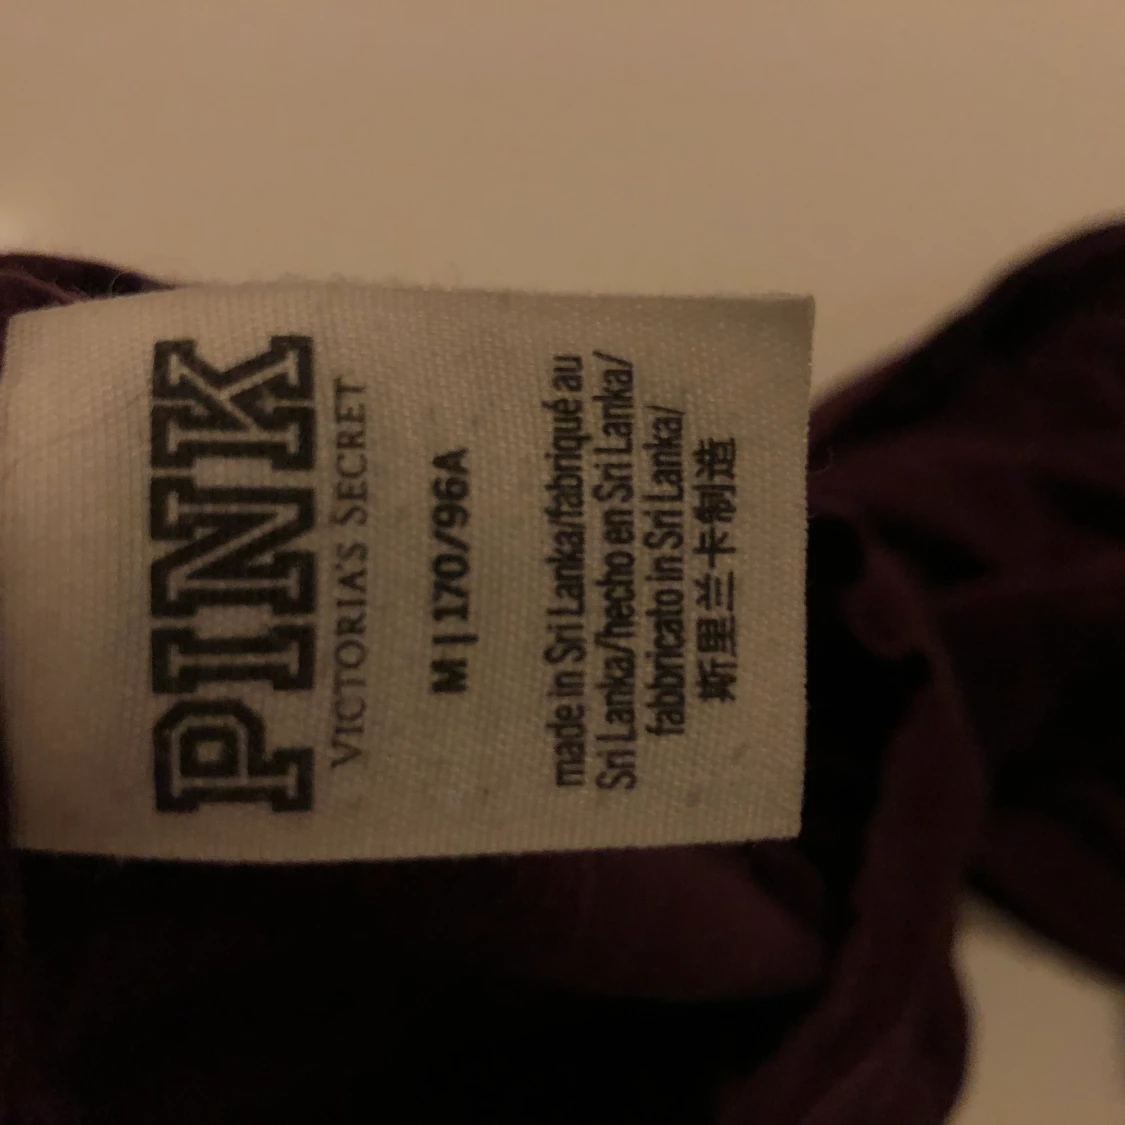 PINK
VICTORIA'S SECRET
M | 170/96A
made in Sri Lanka/fabriqué au
Sri Lanka/hecho en Sri Lanka/
fabbricato in Sri Lanka/
斯里兰卡制造